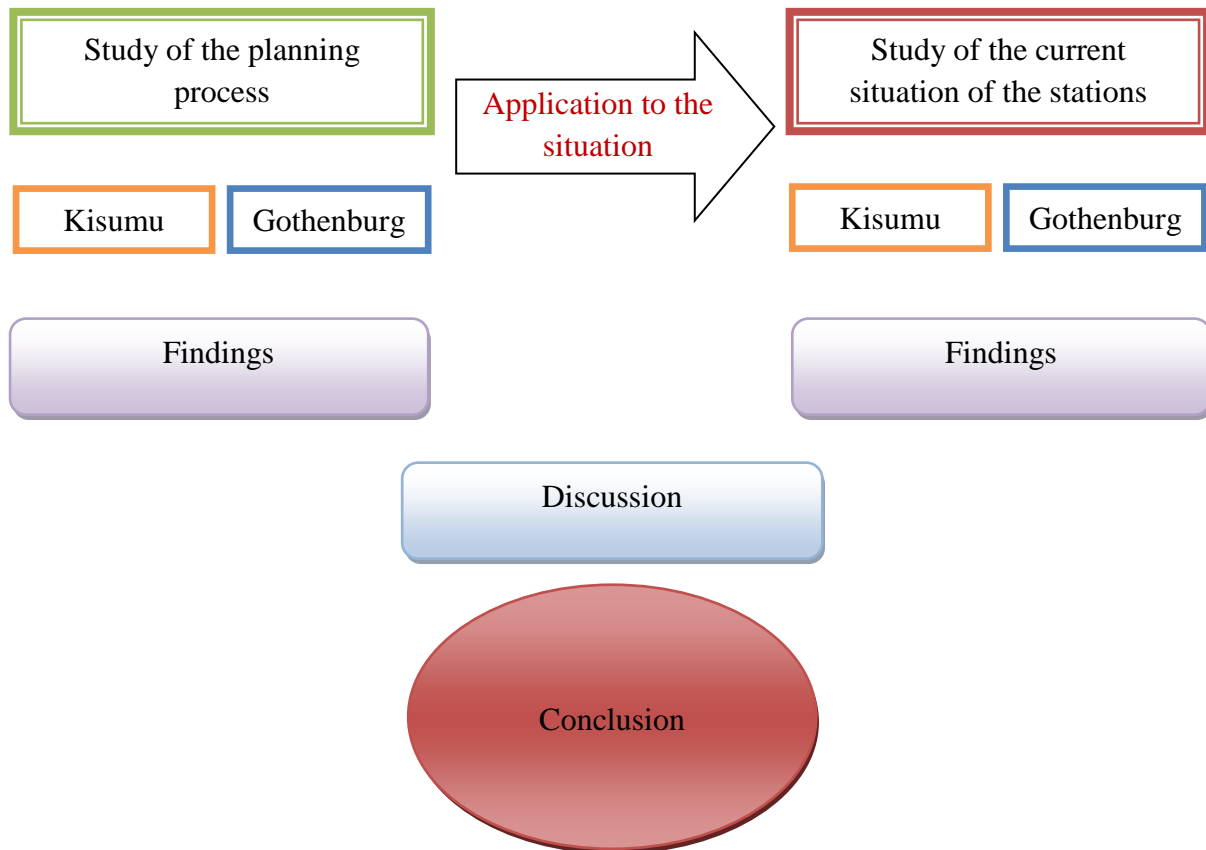 Study of the planning
process
Application to the
situation
Study of the current
situation of the stations
Kisumu
Gothenburg
Kisumu
Gothenburg
Findings
Findings
Discussion
Conclusion